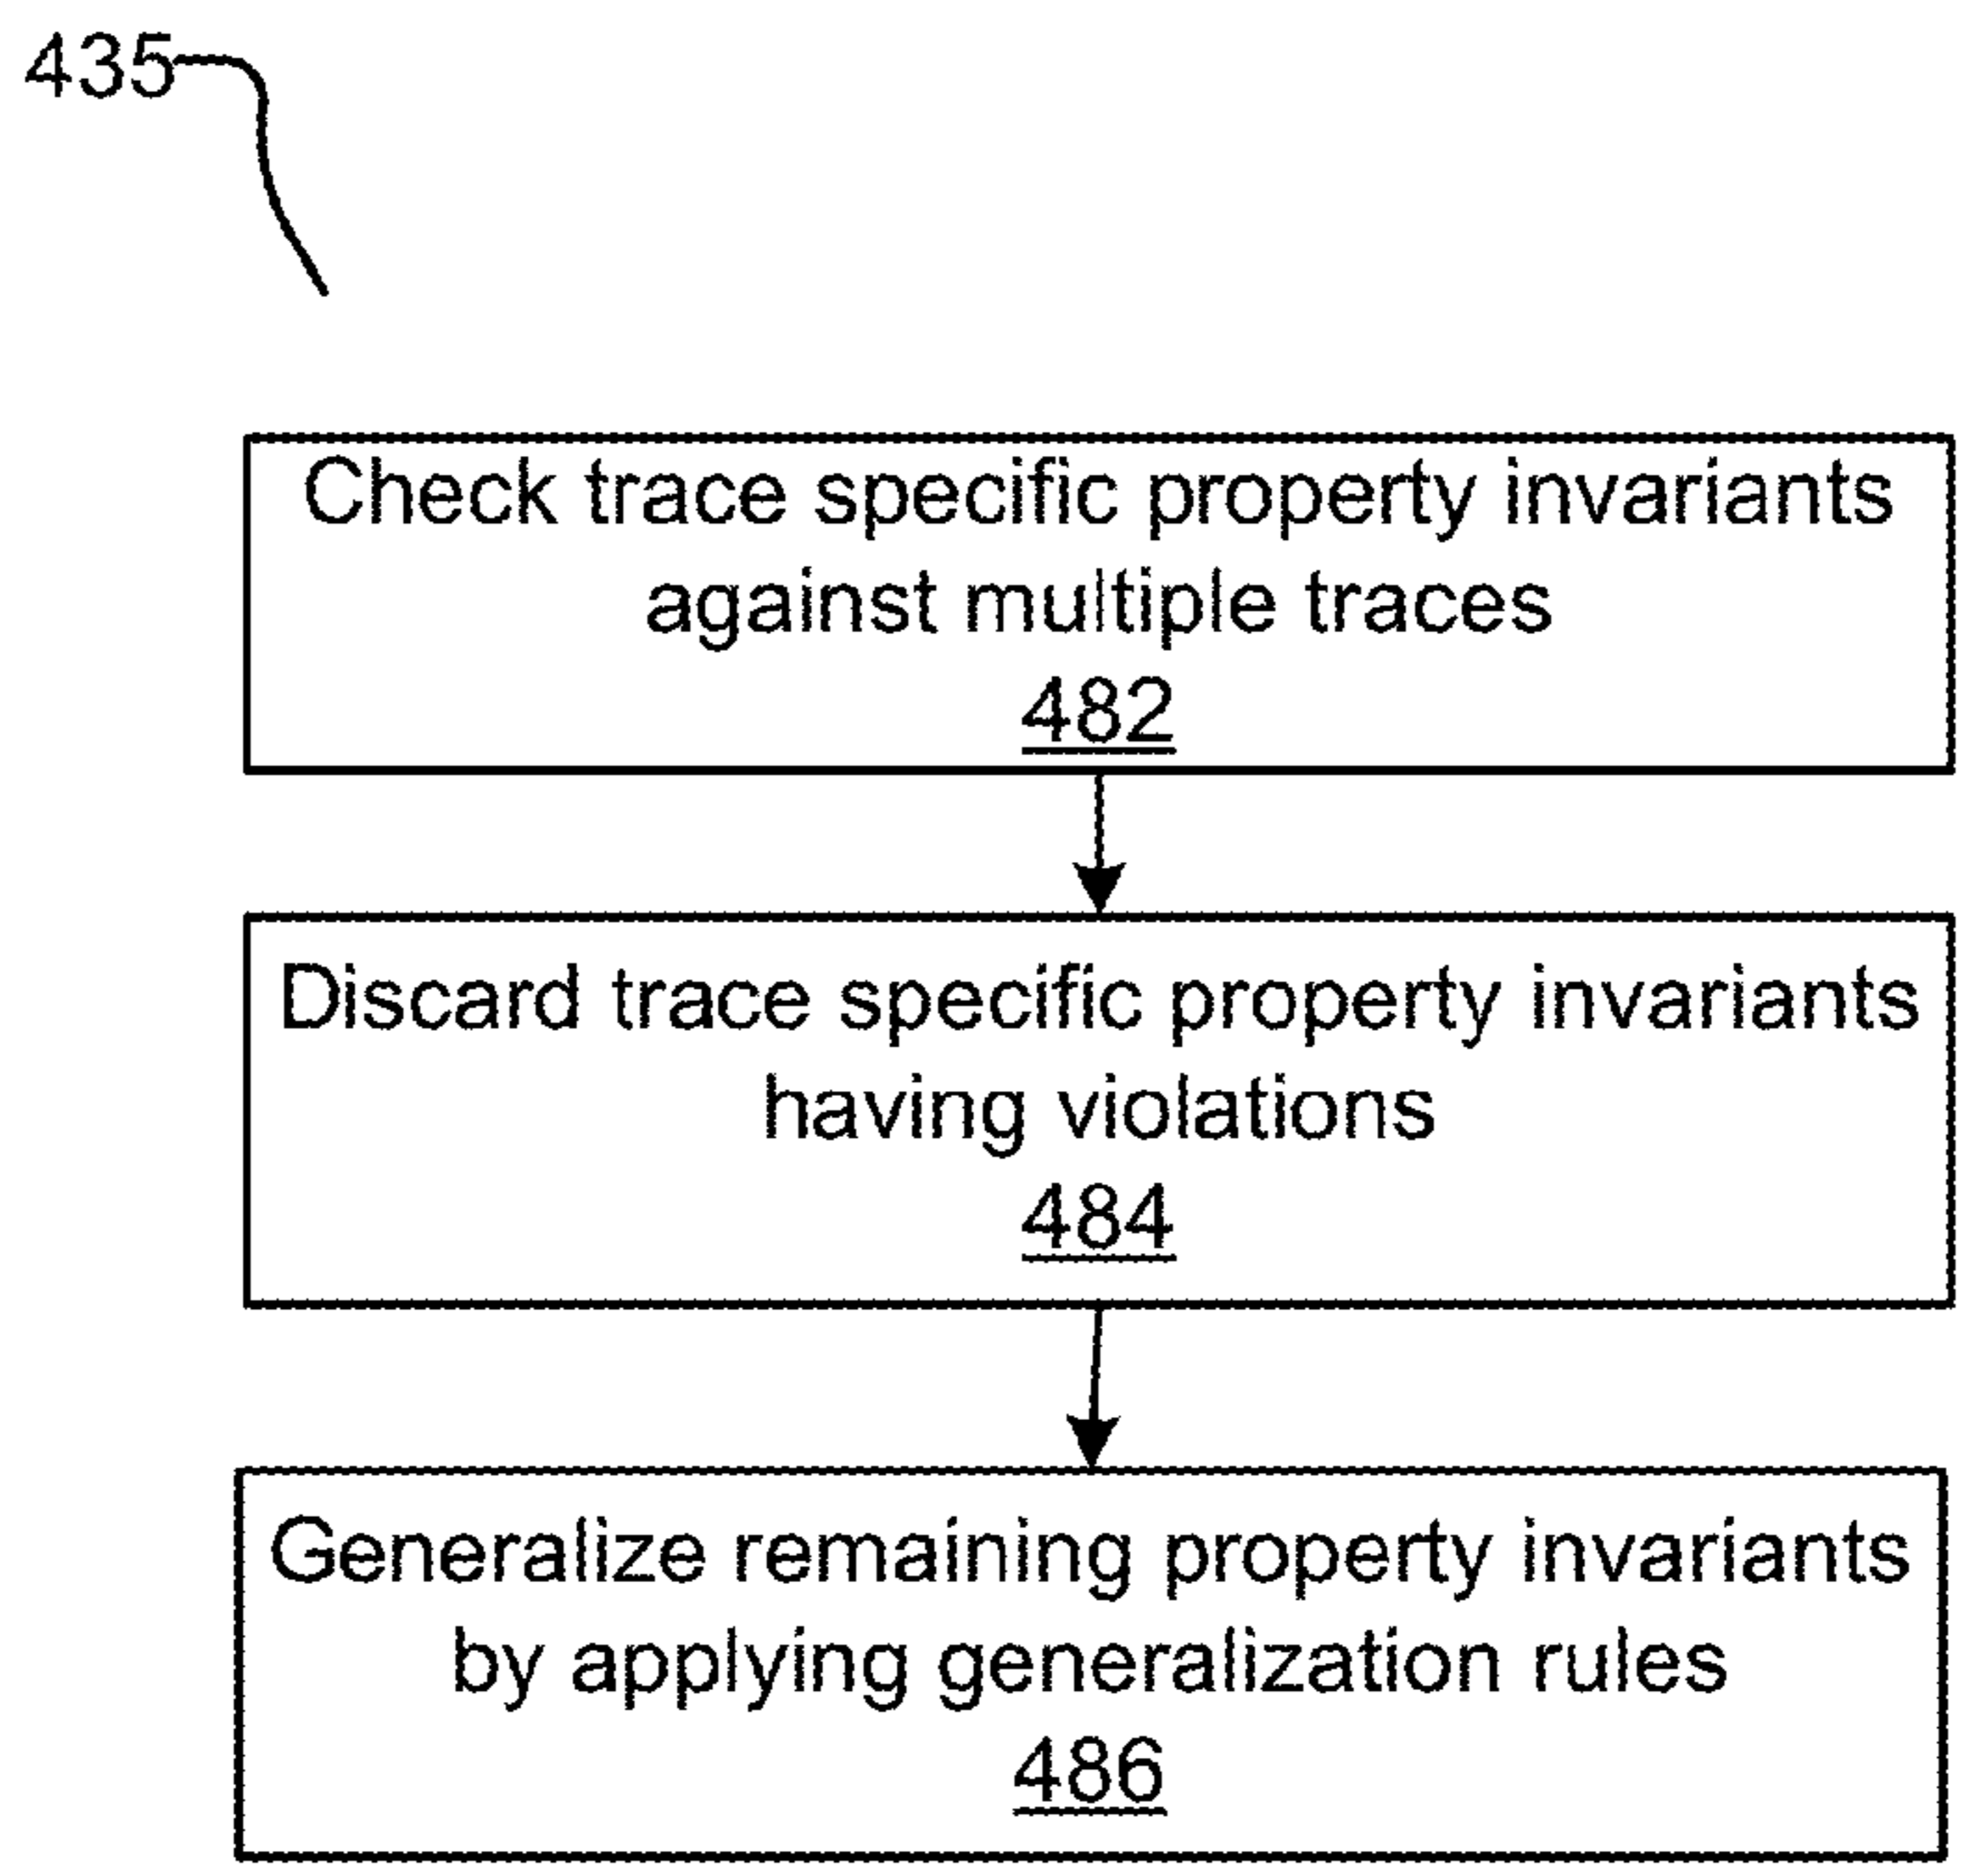 435
Check trace specific property invariants
against multiple traces
482
Discard trace specific property invariants
having violations
484
Generalize remaining property invariants
by applying generalization rules
486